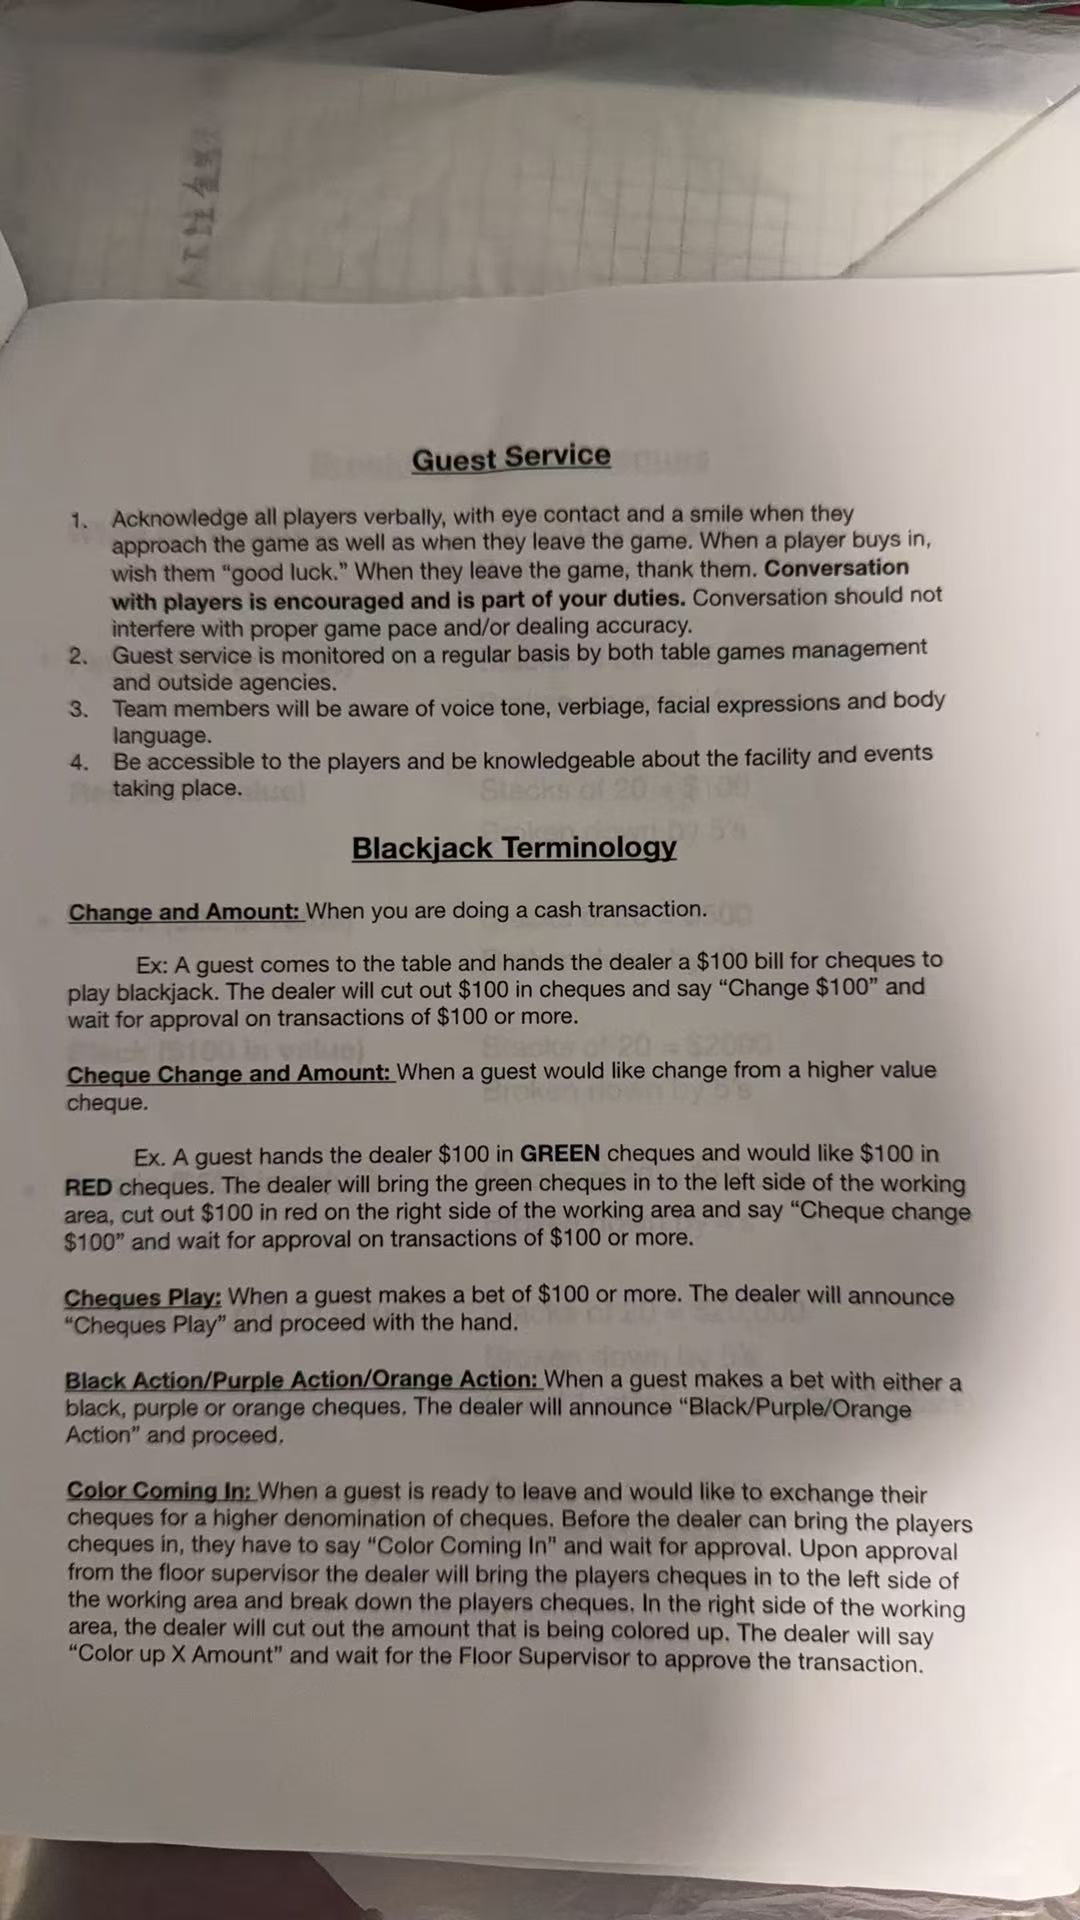 Guest Service
1. Acknowledge all players verbally, with eye contact and a smile when they
approach the game as well as when they leave the game. When a player buys in,
wish them “good luck.” When they leave the game, thank them. Conversation
with players is encouraged and is part of your duties. Conversation should not
interfere with proper game pace and/or dealing accuracy.
2. Guest service is monitored on a regular basis by both table games management
and outside agencies.
3. Team members will be aware of voice tone, verbiage, facial expressions and body
language.
4. Be accessible to the players and be knowledgeable about the facility and events
taking place.
Blackjack Terminology
Change and Amount: When you are doing a cash transaction.
Ex: A guest comes to the table and hands the dealer a $100 bill for cheques to
play blackjack. The dealer will cut out $100 in cheques and say “Change $100” and
wait for approval on transactions of $100 or more.
Cheque Change and Amount: When a guest would like change from a higher value
cheque.
Ex. A guest hands the dealer $100 in GREEN cheques and would like $100 in
RED cheques. The dealer will bring the green cheques in to the left side of the working
area, cut out $100 in red on the right side of the working area and say “Cheque change
$100” and wait for approval on transactions of $100 or more.
Cheques Play: When a guest makes a bet of $100 or more. The dealer will announce
“Cheques Play” and proceed with the hand.
Black Action/Purple Action/Orange Action: When a guest makes a bet with either a
black, purple or orange cheques. The dealer will announce “Black/Purple/Orange
Action” and proceed.
Color Coming In: When a guest is ready to leave and would like to exchange their
cheques for a higher denomination of cheques. Before the dealer can bring the players
cheques in, they have to say “Color Coming In” and wait for approval. Upon approval
from the floor supervisor the dealer will bring the players cheques in to the left side of
the working area and break down the players cheques. In the right side of the working
area, the dealer will cut out the amount that is being colored up. The dealer will say
“Color up X Amount” and wait for the Floor Supervisor to approve the transaction.